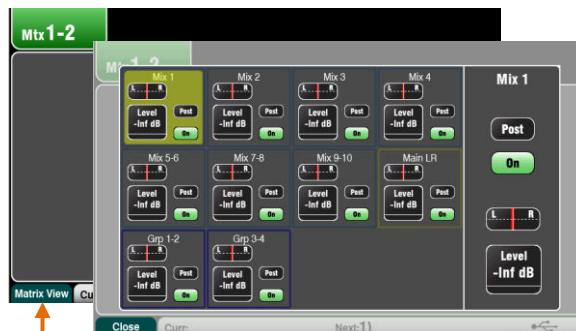 Mtx1-2
Mtx 1-2
Mix 1 Mix 2 Mix 3 Mix 4 Mix 1
L R L R L R L R
Level Post Level Post Level Post Level Post Post
-Inf dB On -Inf dB On -Inf dB On -Inf dB On
On
Mix 5-6 Mix 7-8 Mix 9-10 Main LR
L R L R L R L R
Level Post Level Post Level Post Level Post
-Inf dB On -Inf dB On -Inf dB On -Inf dB On
L R
Grp 1-2 Grp 3-4
L R L R
Level Post Level Post Level
-Inf dB On -Inf dB On -Inf dB
Matrix View Cu
Close Curr: Next:1)